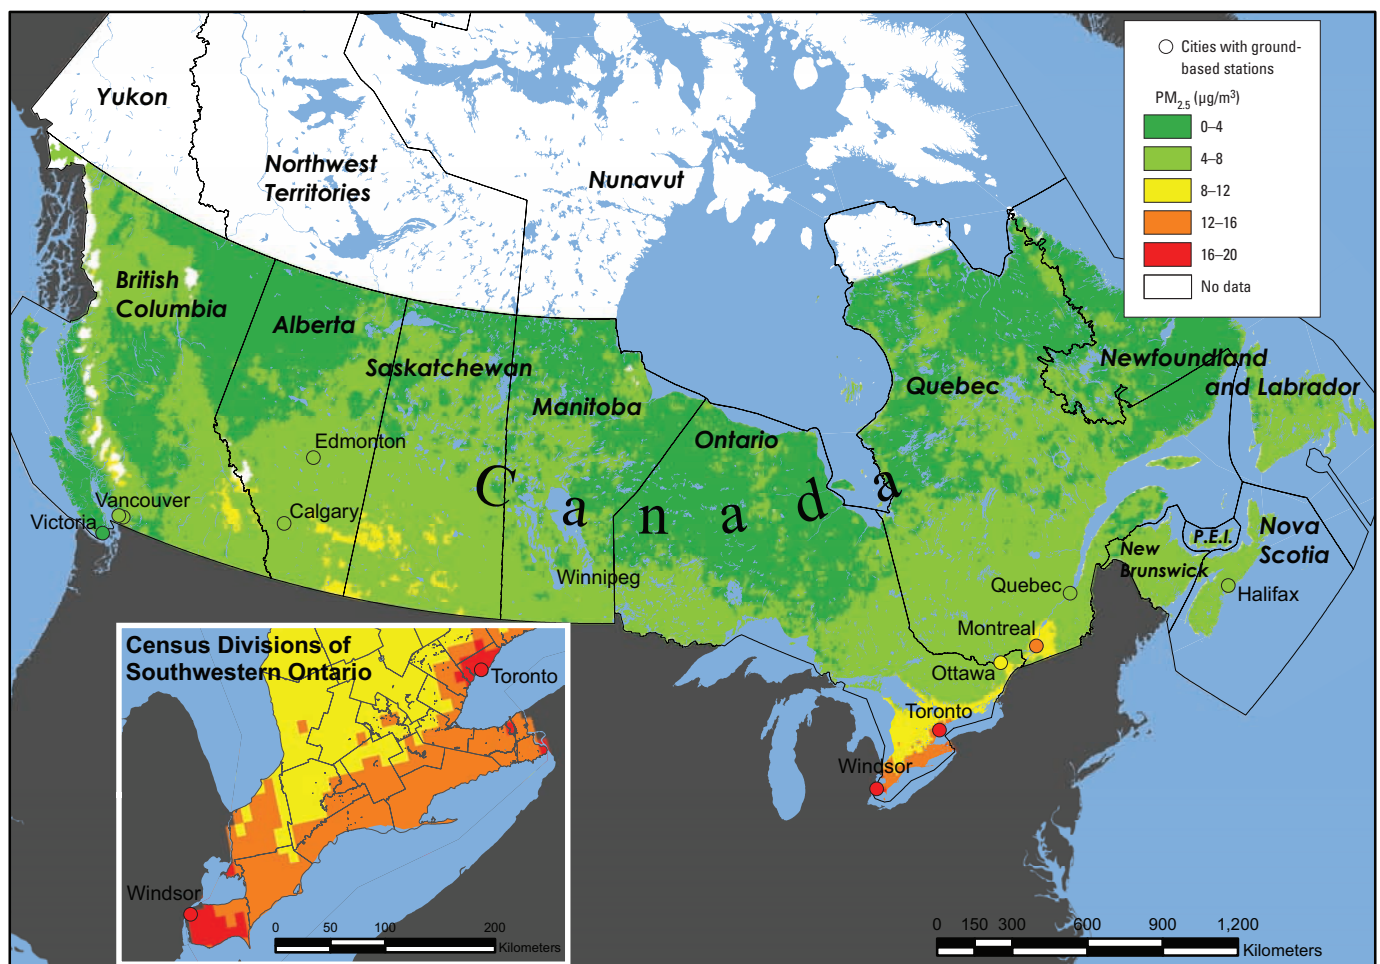 Yukon
Northwest
Territories
Nunavut
British
Columbia
Alberta
Saskatchewan
Manitoba
Ontario
Quebec
Newfoundland
and Labrador
Edmonton
Calgary
Vancouver
Victoria
Winnipeg
Canada
New
Brunswick
P.E.I.
Nova
Scotia
Quebec
Halifax
Montreal
Ottawa
Toronto
Windsor
Cities with ground-
based stations
PM2.5 (µg/m³)
0–4
4–8
8–12
12–16
16–20
No data
Census Divisions of
Southwestern Ontario
Toronto
Windsor
0 50 100 200
Kilometers
0 150 300 600 900 1,200
Kilometers